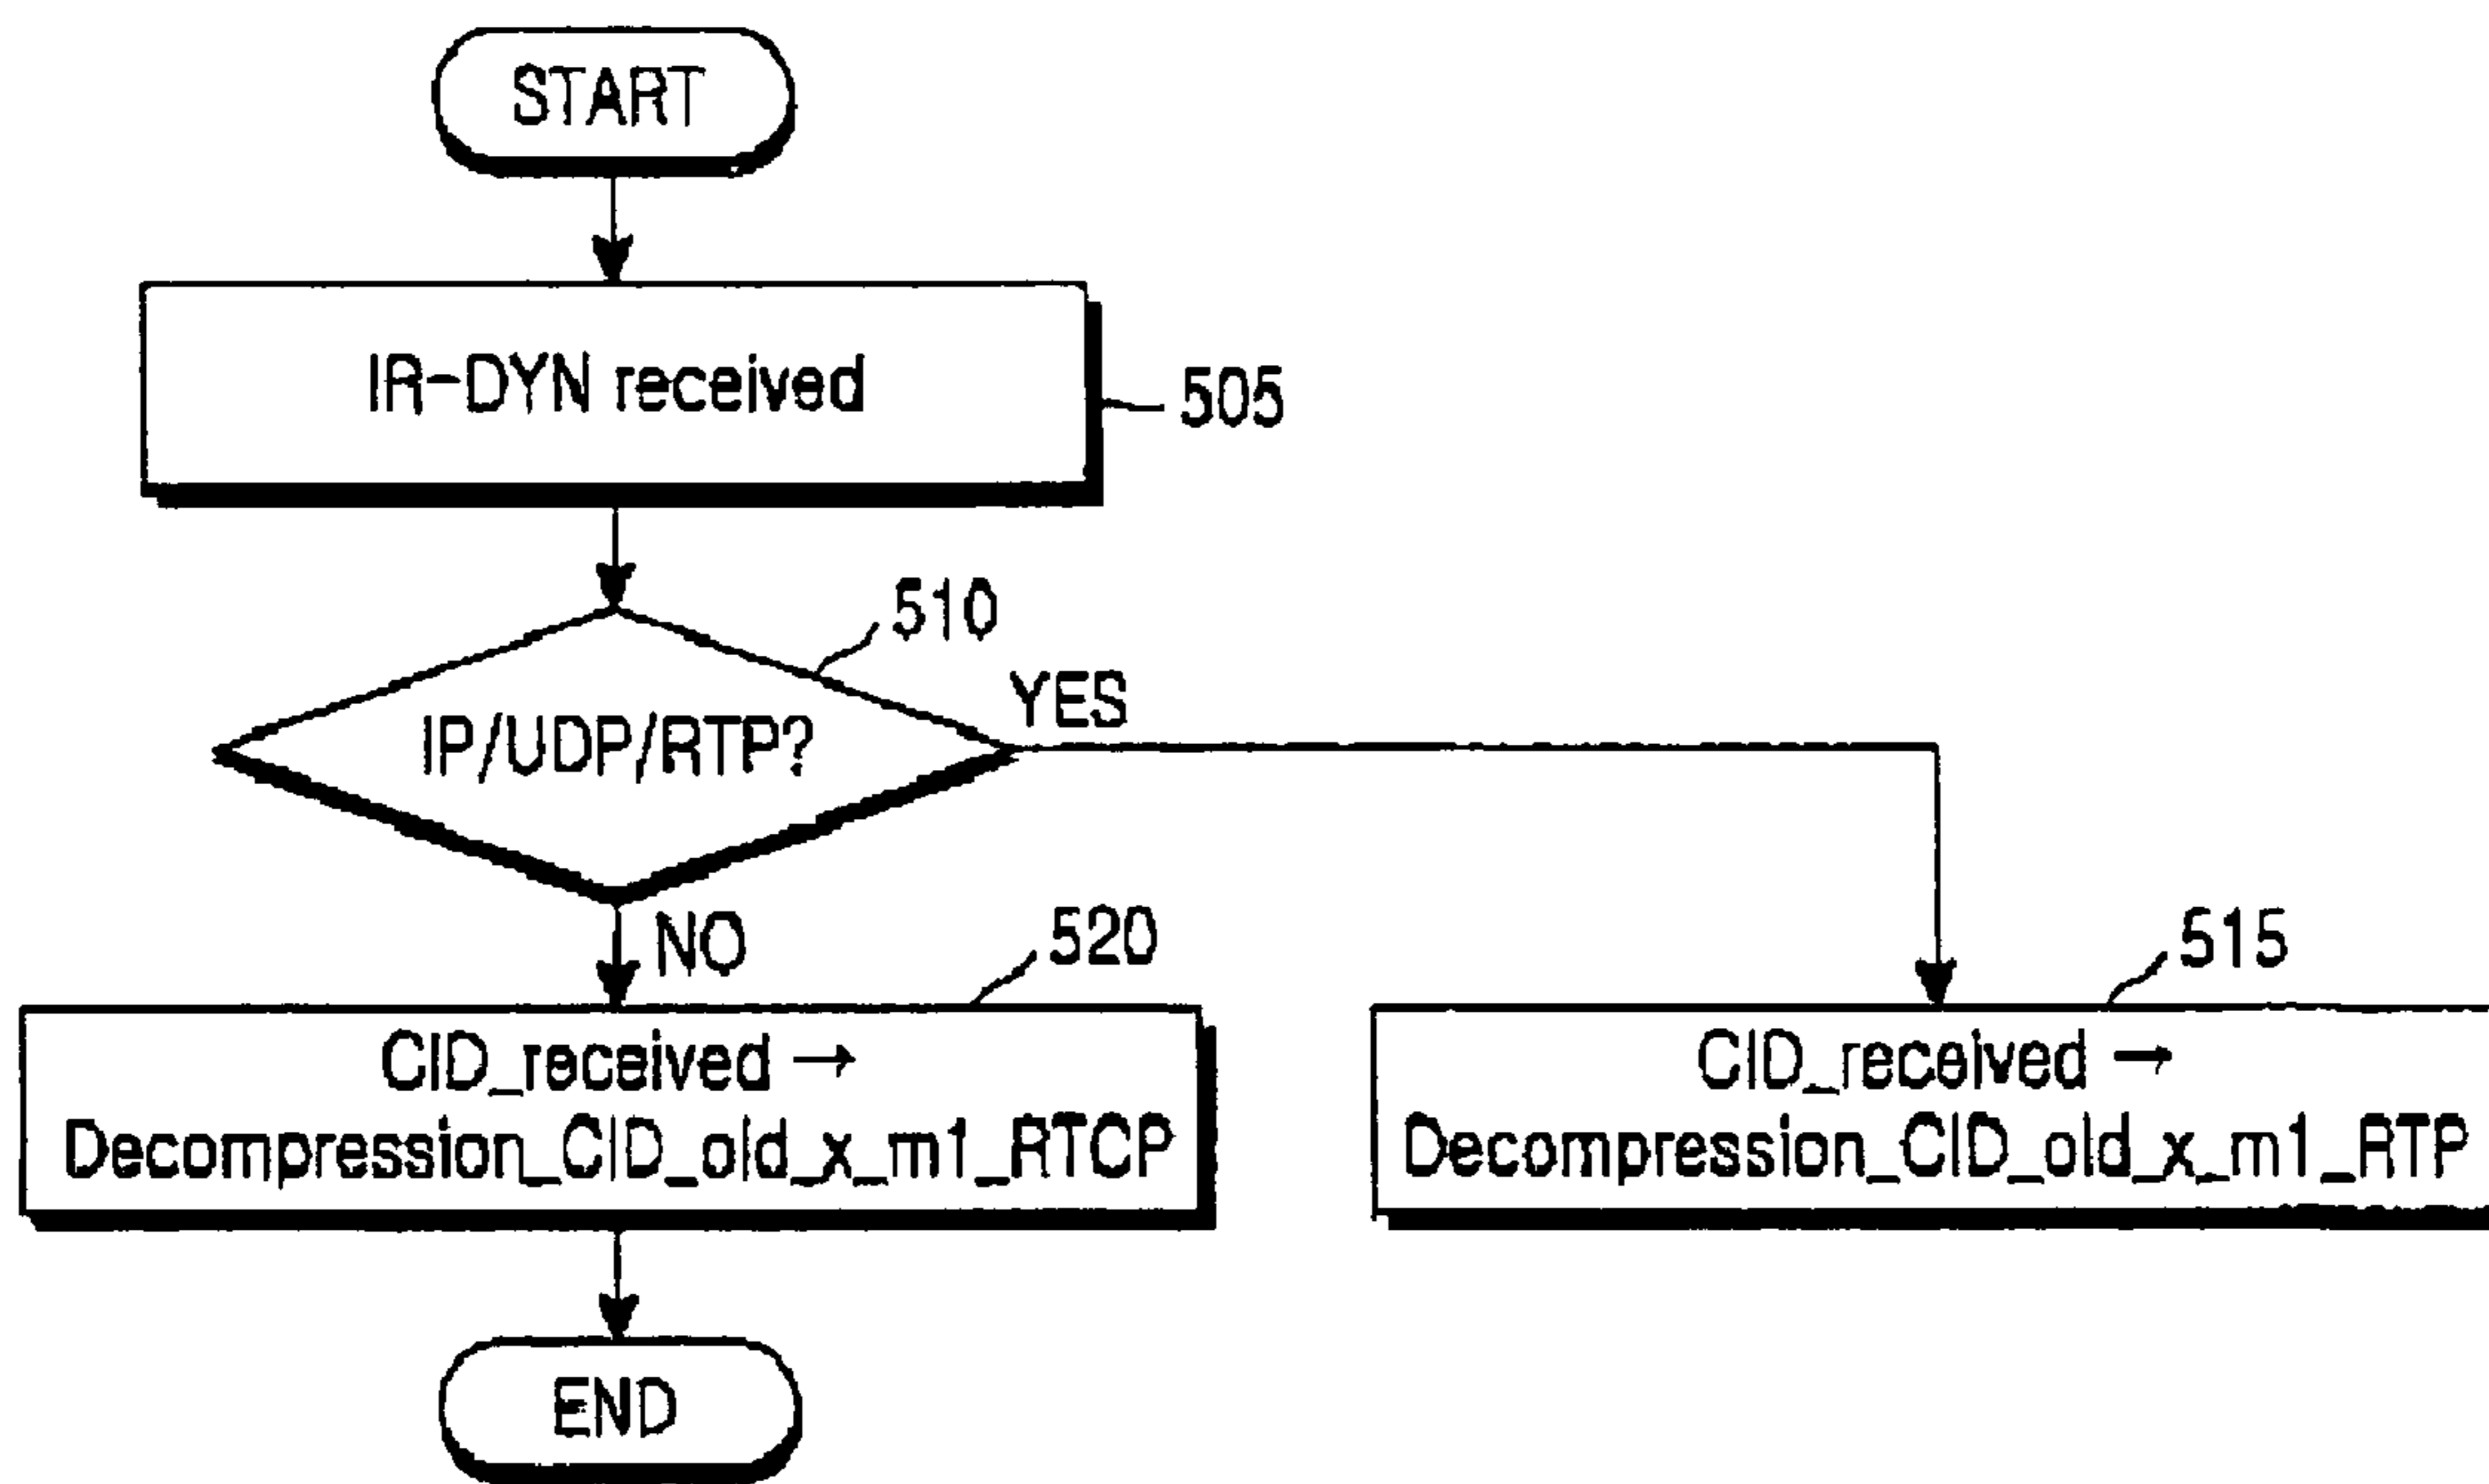 START
IR-DYN received
505
510
IP/UDP/RTP?
YES
NO
520
CID_received →
Decompression_CID_old_x_m1_RTCP
515
CID_received →
Decompression_CID_old_x_m1_RTP
END